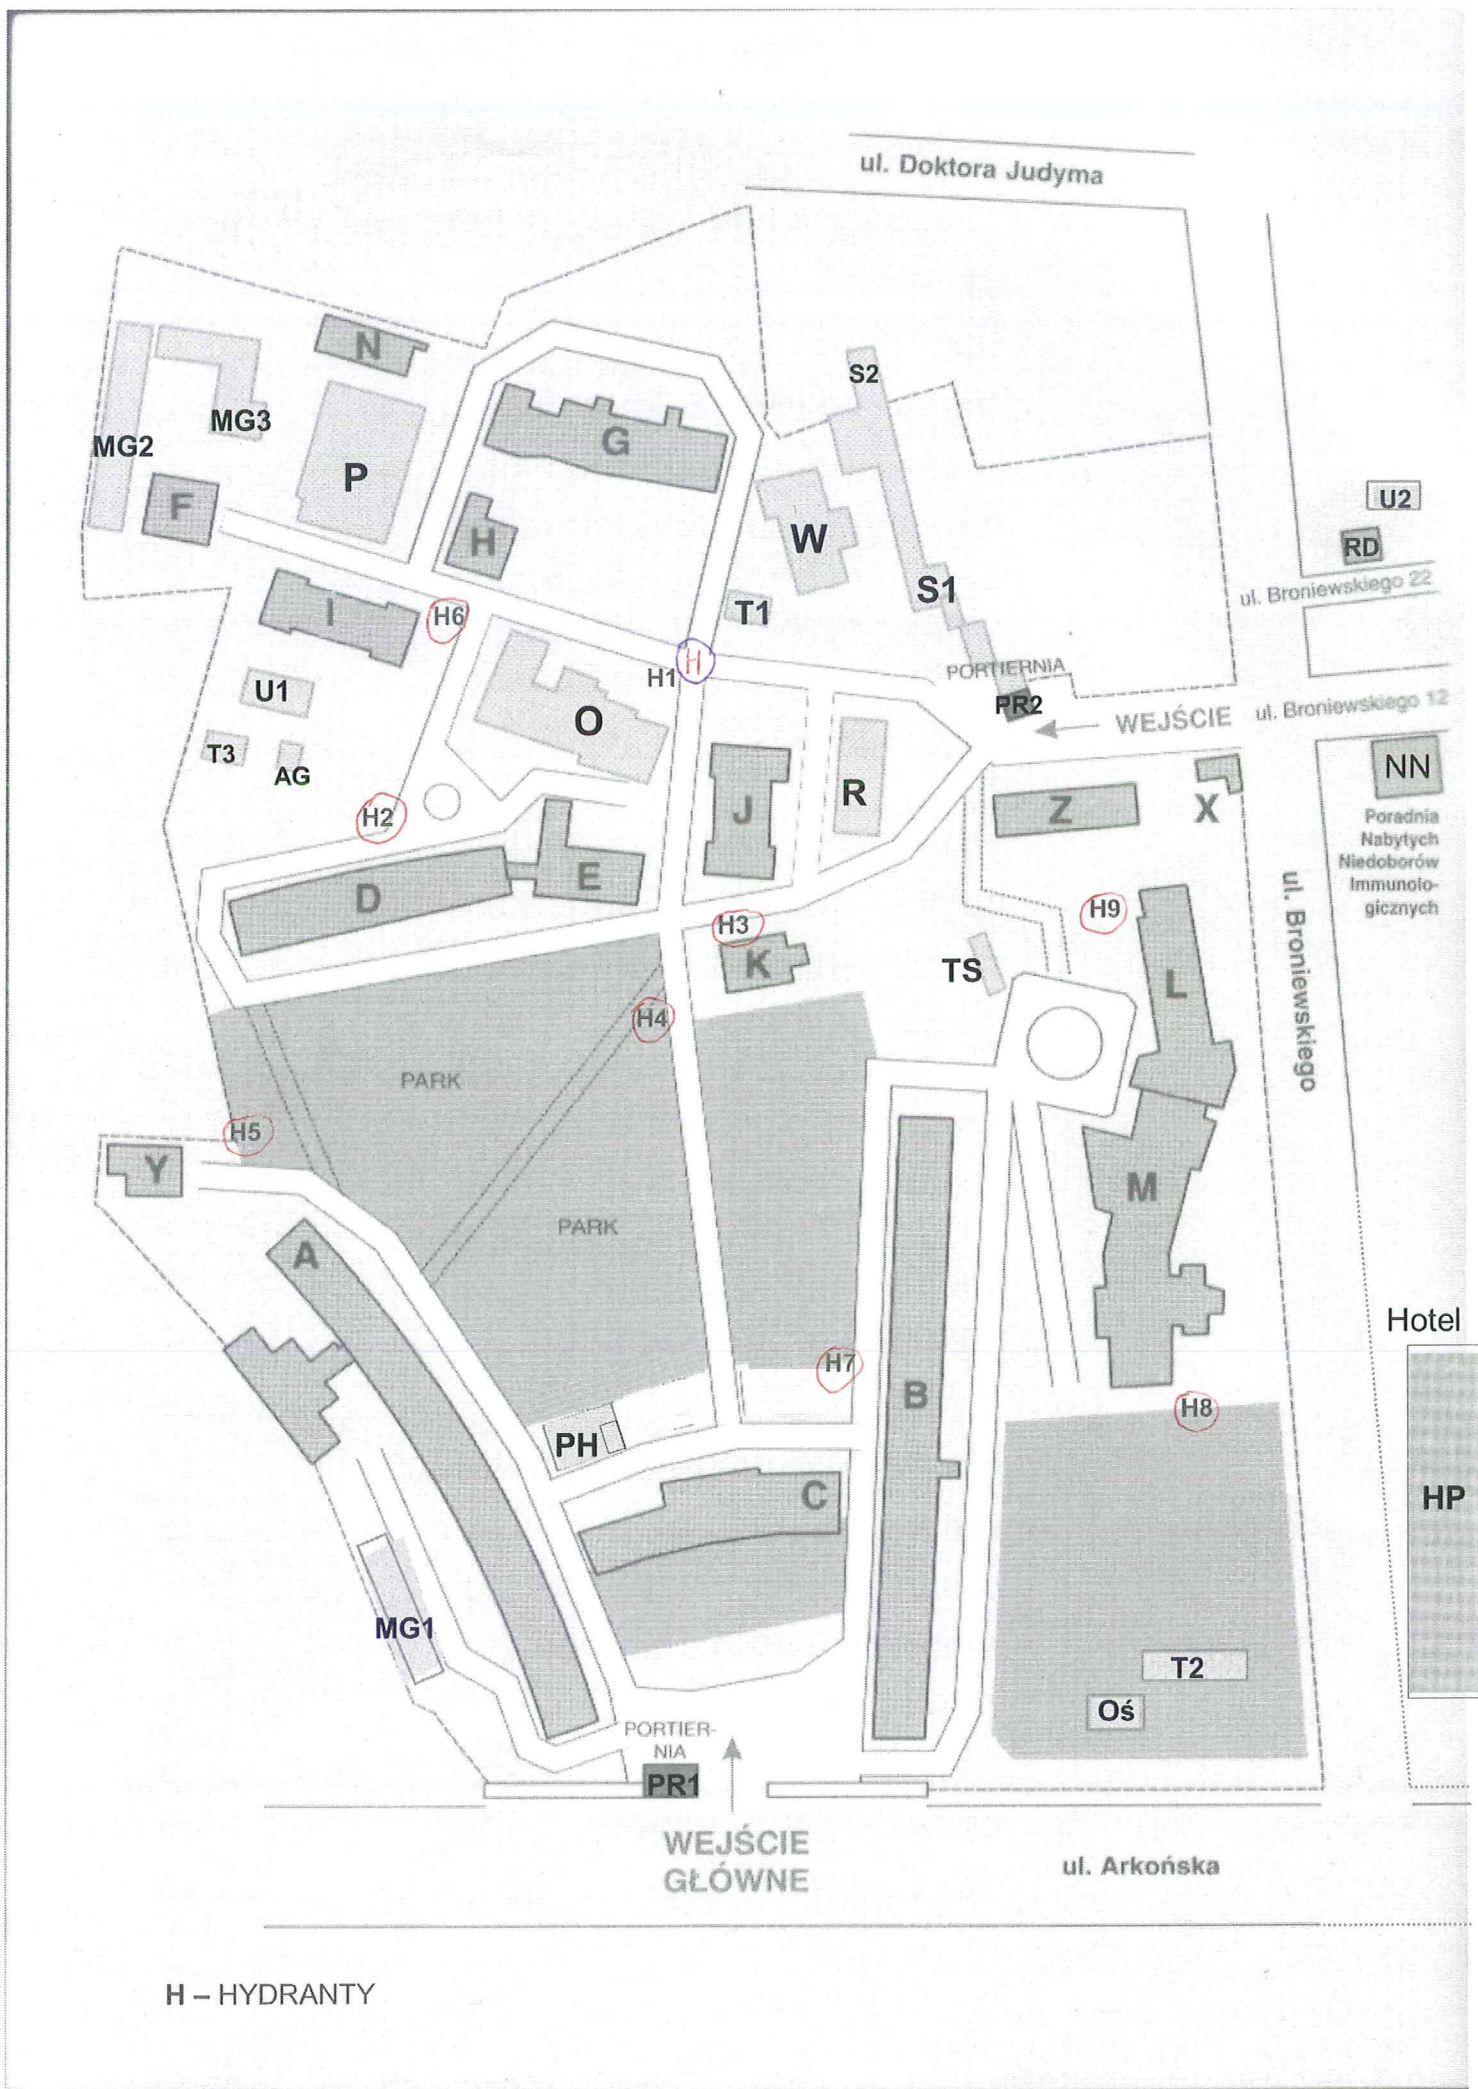 ul. Doktora Judyma
N
S2
MG3
MG2
G
P
F
U2
H
W
RD
ul. Broniewskiego 22
I
H6
T1
S1
H
H1
PORTIERNIA
U1
PR2
WEJŚCIE
ul. Broniewskiego 12
O
T3
AG
NN
R
Z
X
J
H2
Poradnia
Nabytych
Niedoborów
Immunolo-
gicznych
E
D
H9
H3
K
TS
L
ul. Broniewskiego
H4
PARK
H5
Y
M
PARK
A
Hotel
H7
B
H8
PH
C
HP
MG1
T2
Oś
PORTIER-
NIA
PR1
WEJŚCIE
GŁÓWNE
ul. Arkońska
H – HYDRANTY